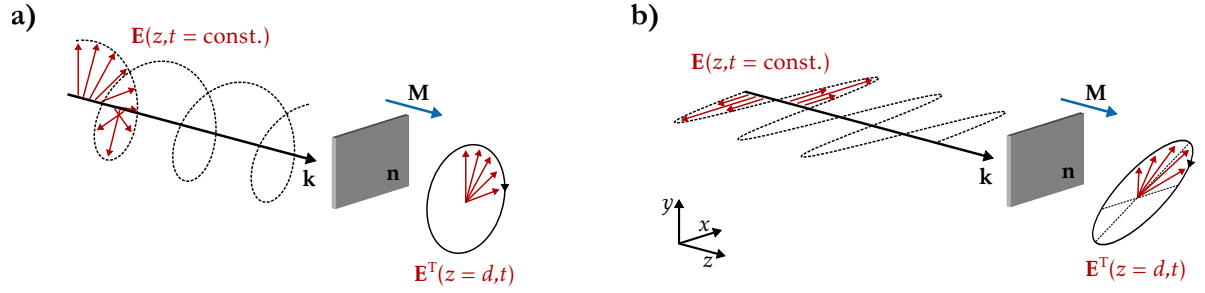 a)
E(z,t = const.)
M
k
n
E^T(z = d,t)
b)
E(z,t = const.)
M
k
n
y
x
z
E^T(z = d,t)